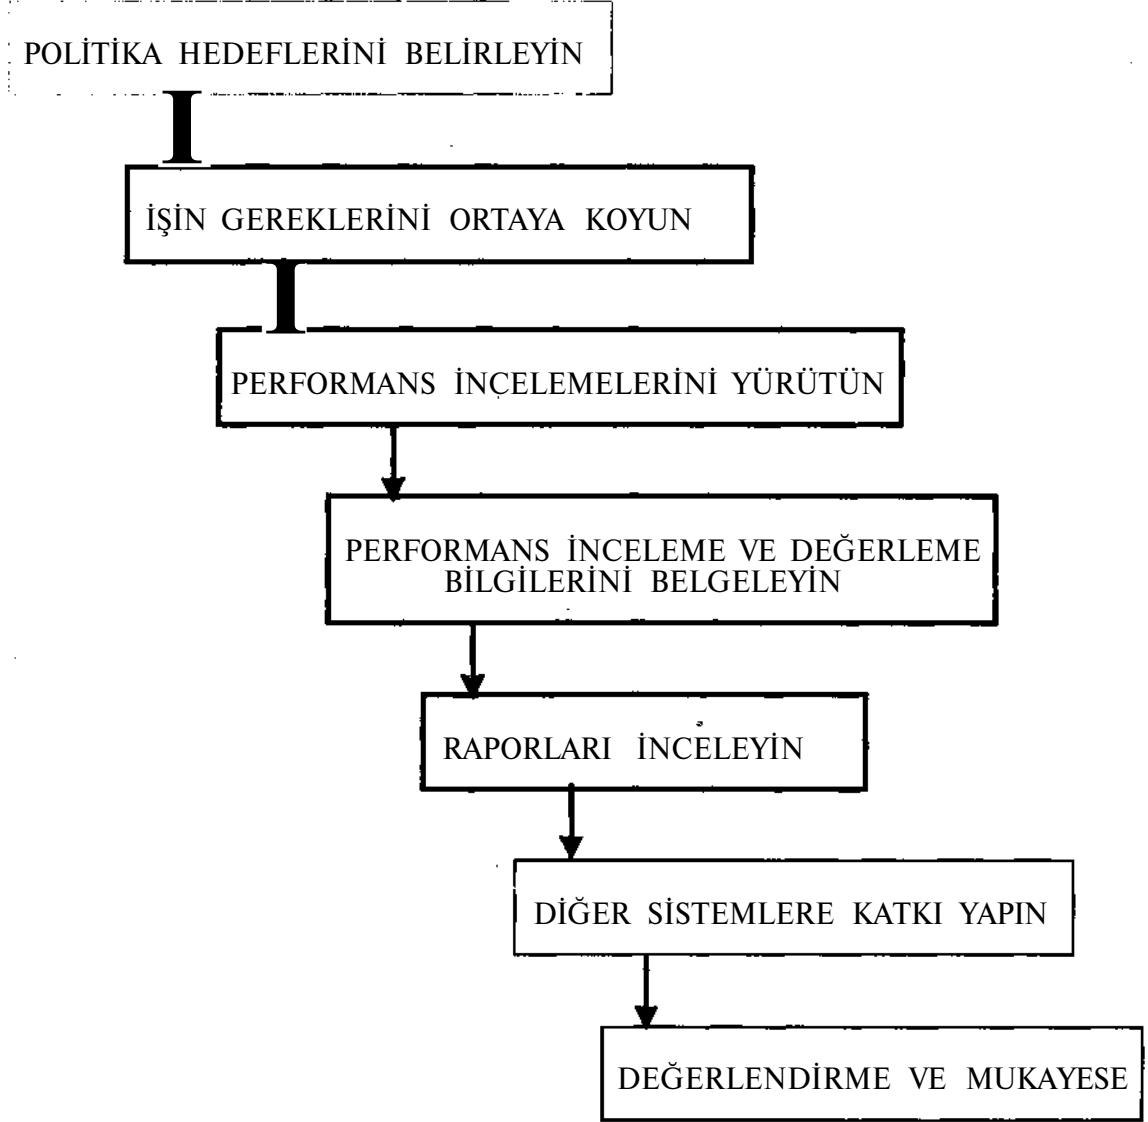 POLİTİKA HEDEFLERİNİ BELİRLEYİN
İŞİN GEREKLERİNİ ORTAYA KOYUN
PERFORMANS İNCELEMELERİNİ YÜRÜTÜN
PERFORMANS İNCELEME VE DEĞERLEME
BİLGİLERİNİ BELGELEYİN
RAPORLARI İNCELEYİN
DİĞER SİSTEMLERE KATKI YAPIN
DEĞERLENDİRME VE MUKAYESE